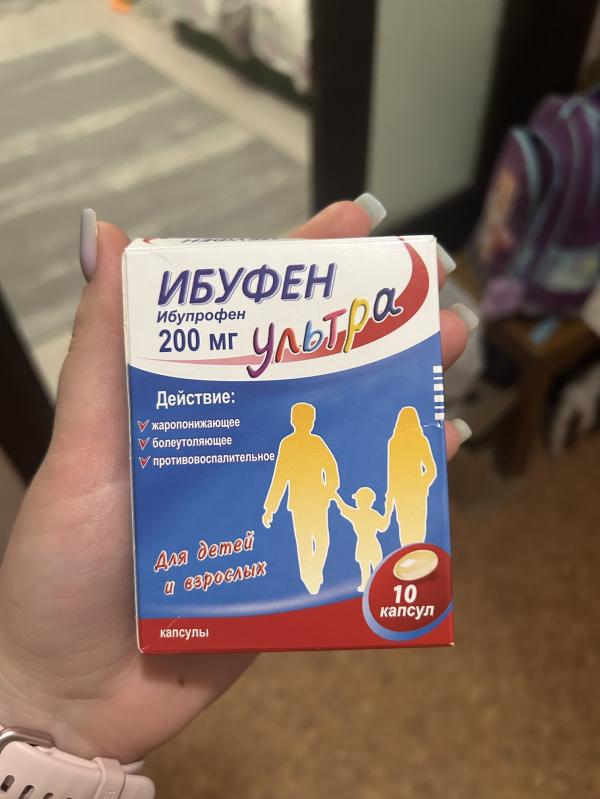 ИБУФЕН
Ибупрофен
200 мг
ультра
Действие:
жаропонижающее
болеутоляющее
противовоспалительное
Для детей
и взрослых
10
капсул
капсулы